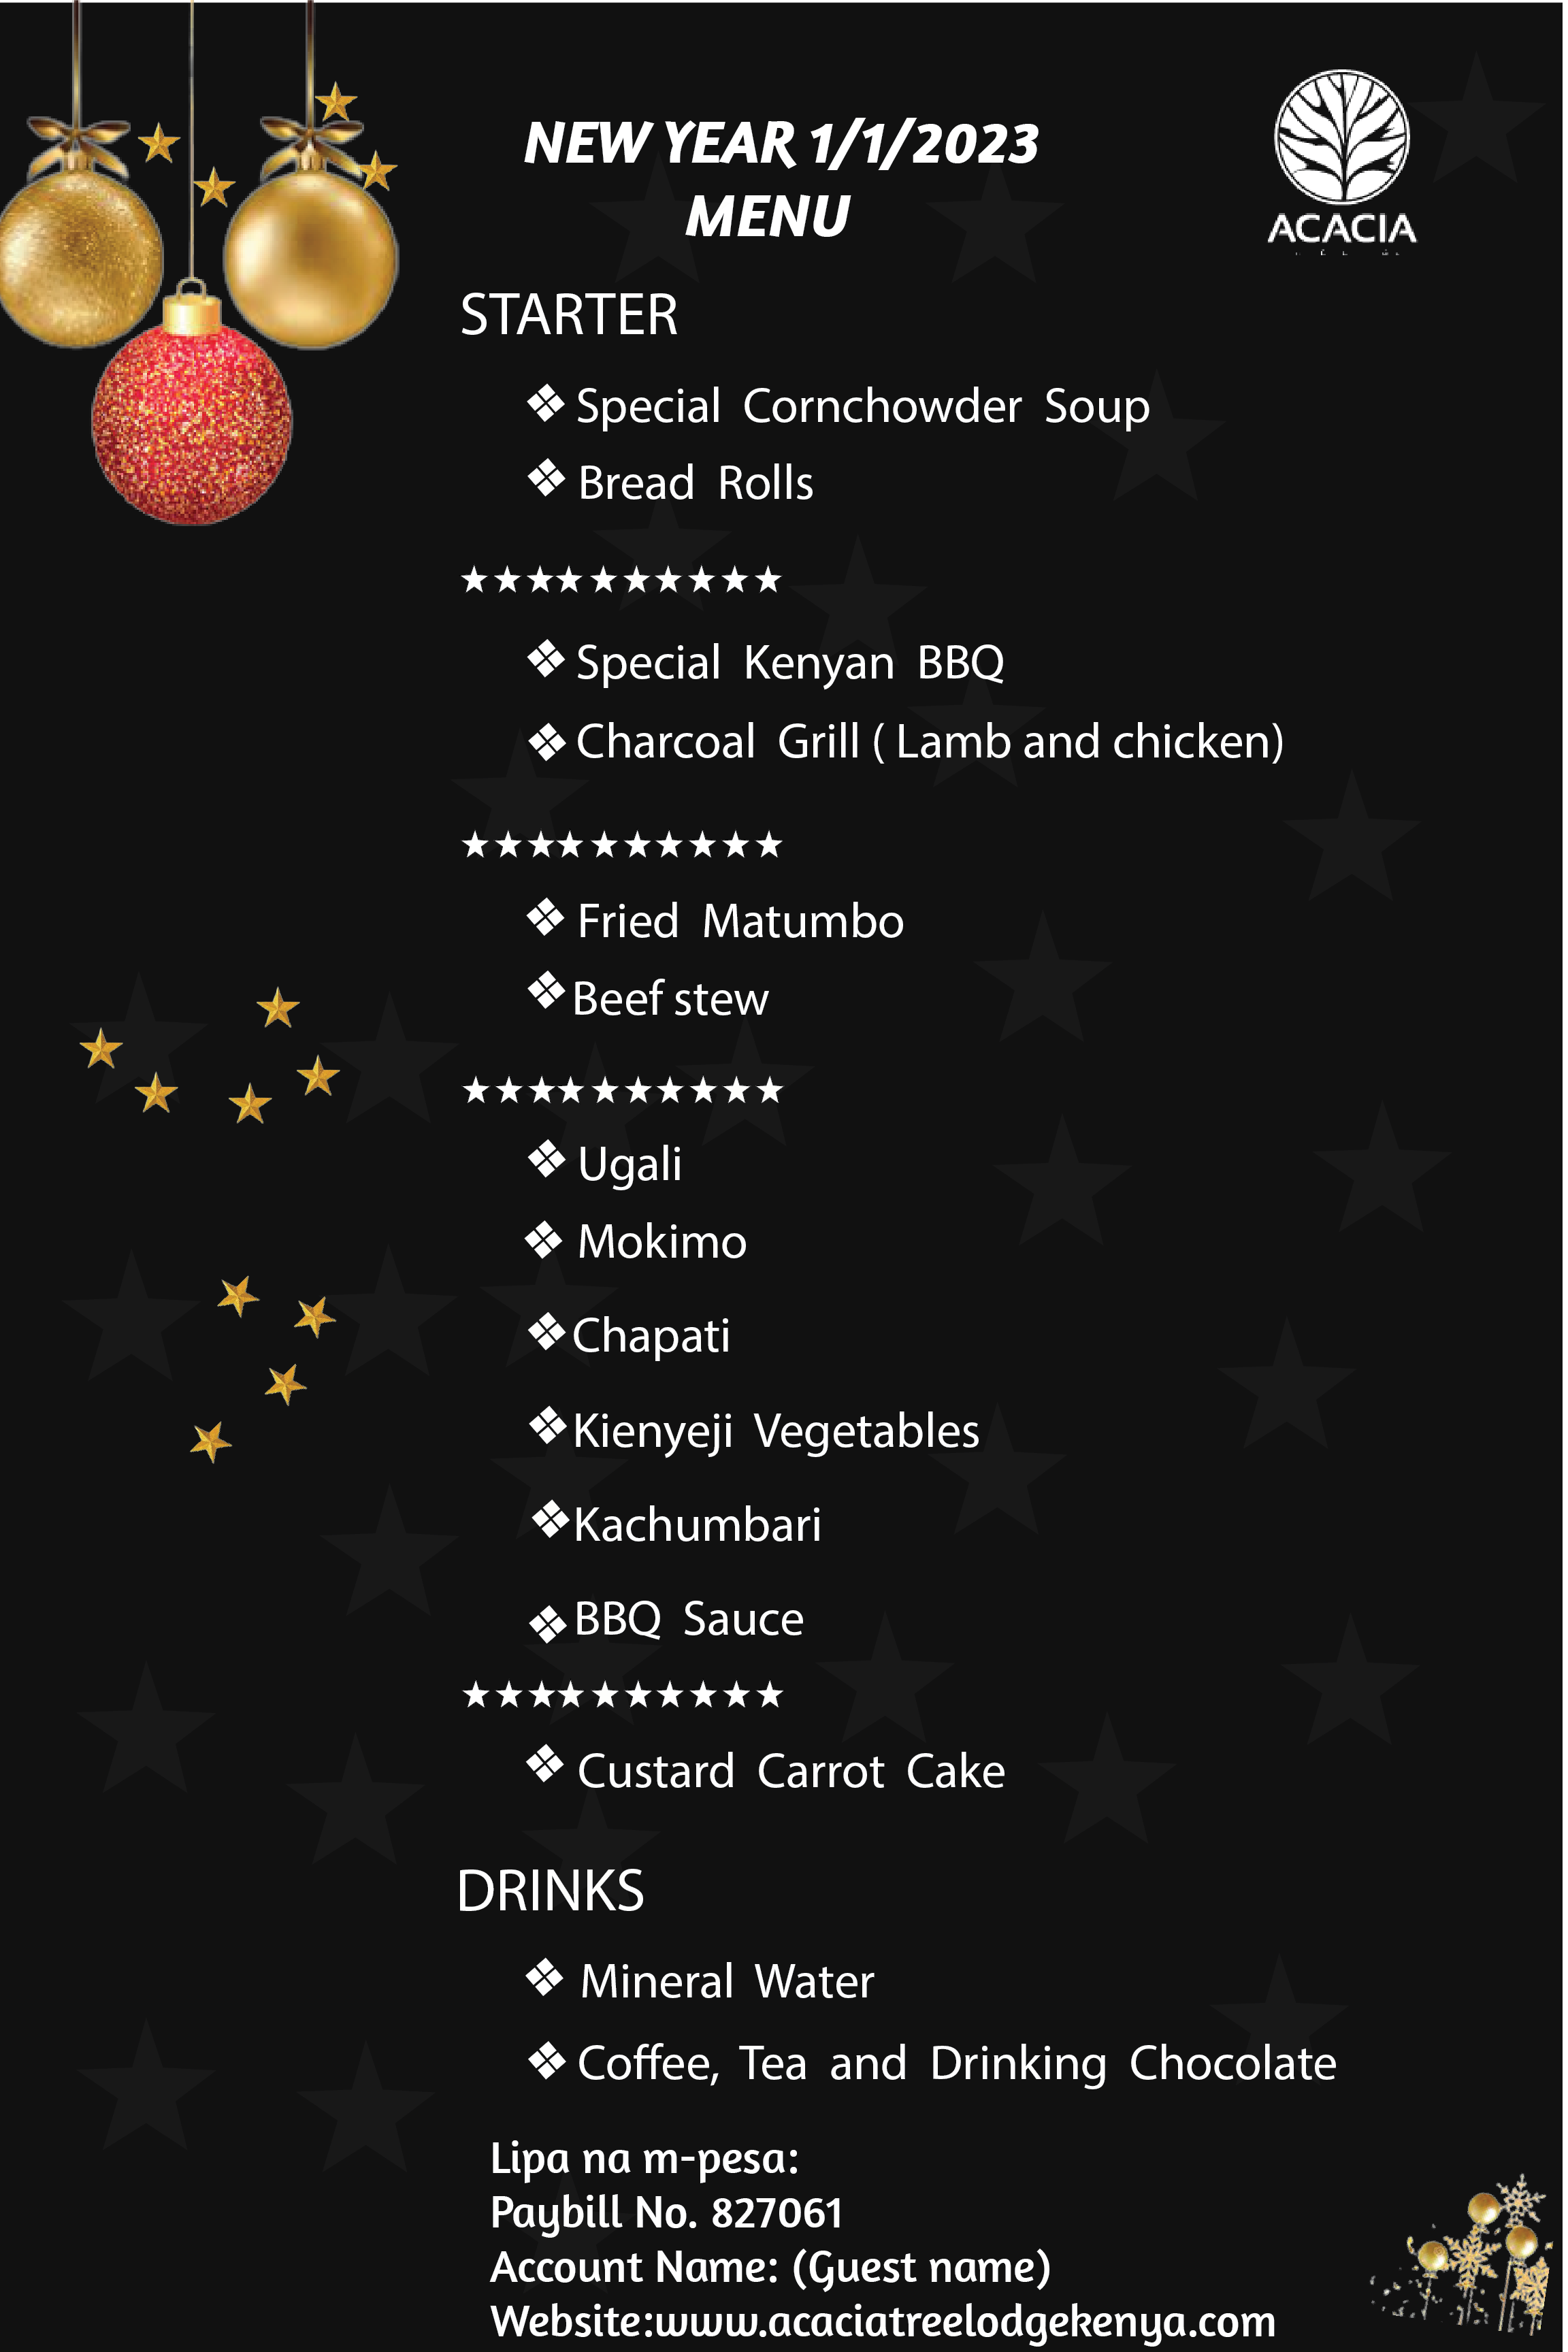 NEW YEAR 1/1/2023
MENU
ACACIA
STARTER
❖ Special Cornchowder Soup
❖ Bread Rolls
★★★★★★★★★★
❖ Special Kenyan BBQ
❖ Charcoal Grill ( Lamb and chicken)
★★★★★★★★★★
❖ Fried Matumbo
❖ Beef stew
★★★★★★★★★★
❖ Ugali
❖ Mokimo
❖ Chapati
❖ Kienyeji Vegetables
❖ Kachumbari
❖ BBQ Sauce
★★★★★★★★★★
❖ Custard Carrot Cake
DRINKS
❖ Mineral Water
❖ Coffee, Tea and Drinking Chocolate
Lipa na m-pesa:
Paybill No. 827061
Account Name: (Guest name)
Website:www.acaciatreelodgekenya.com